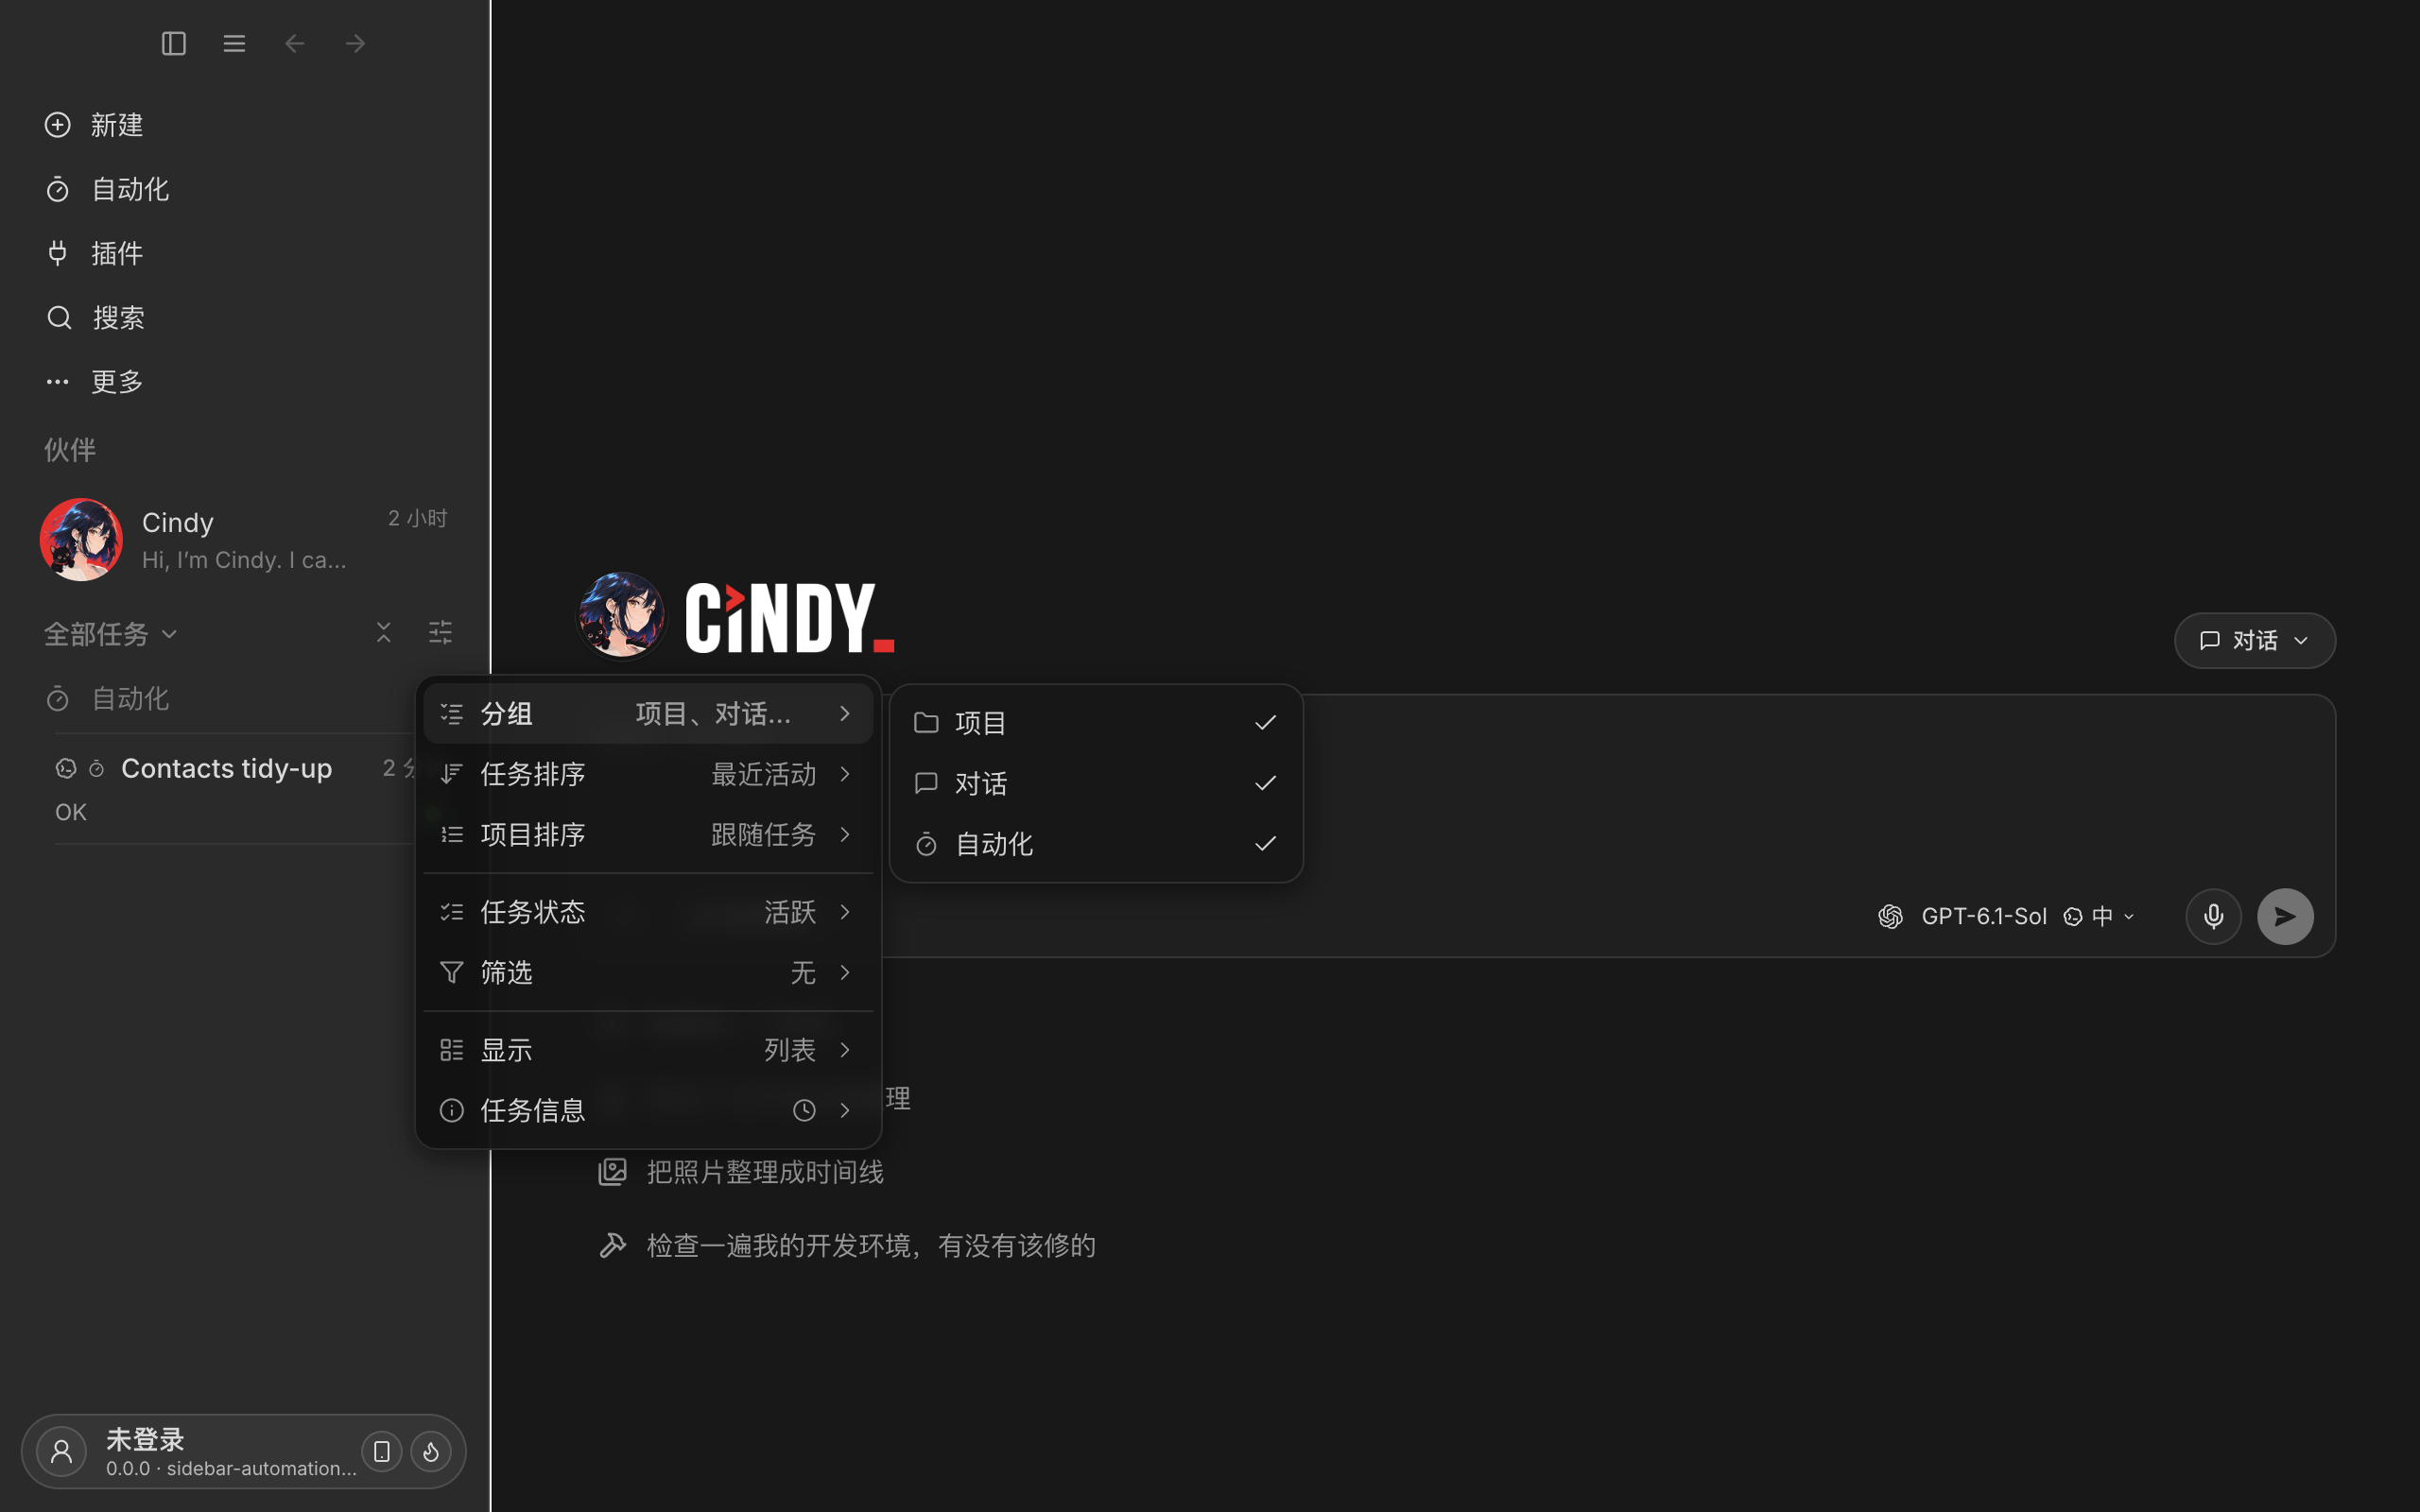 新建
自动化
插件
搜索
更多
伙伴
Cindy
2 小时
Hi, I’m Cindy. I ca...
全部任务
自动化
Contacts tidy-up
2 分
OK
未登录
0.0.0 · sidebar-automation...
CiNDY_
对话
分组 项目、对话...
任务排序 最近活动
项目排序 跟随任务
任务状态 活跃
筛选 无
显示 列表
任务信息
项目
对话
自动化
GPT-6.1-Sol 中
理
把照片整理成时间线
检查一遍我的开发环境，有没有该修的